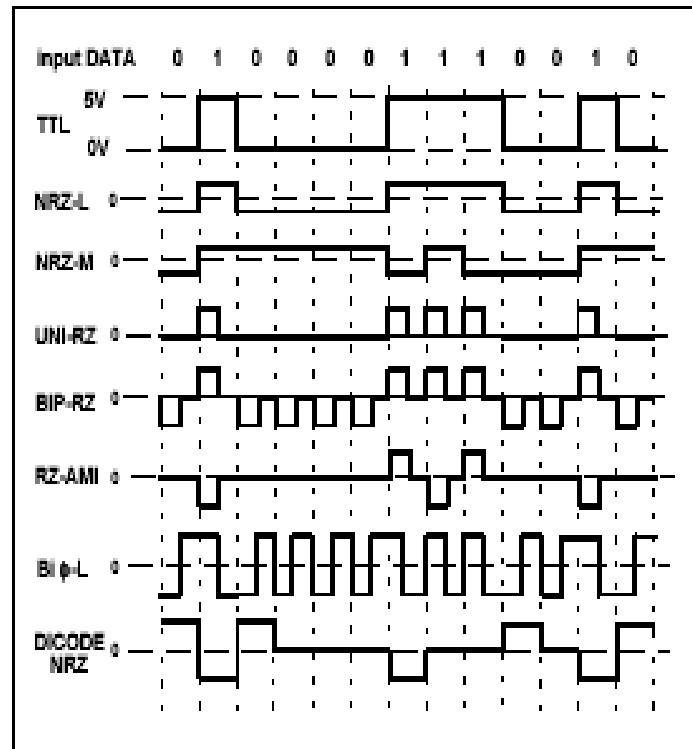 input DATA 0 1 0 0 0 0 1 1 1 0 0 1 0
5V
TTL
0V
NRZ-L 0
NRZ-M 0
UNI-RZ 0
BIP-RZ 0
RZ-AMI 0
Bi ϕ-L 0
DICODE 0
NRZ